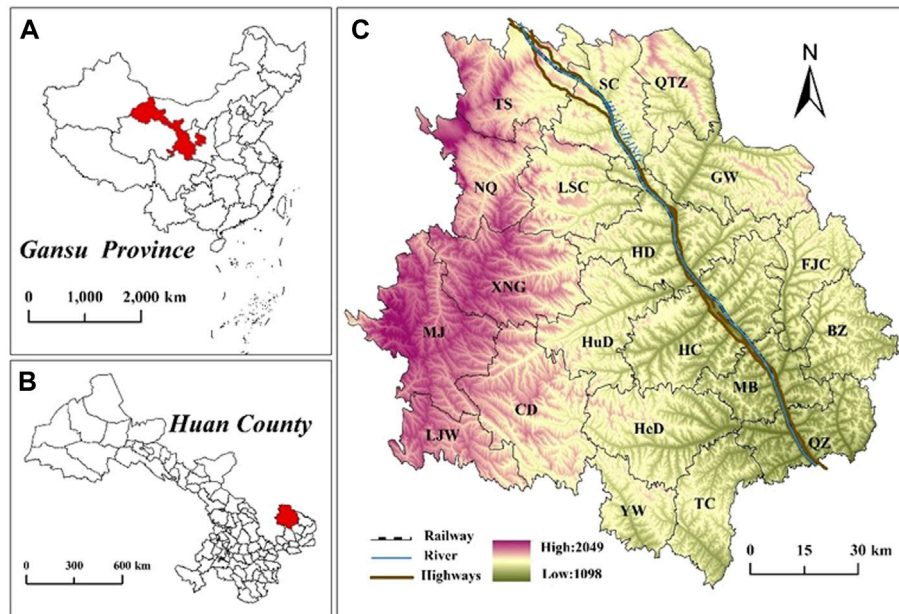 A
Gansu Province
0 1,000 2,000 km
B
Huan County
0 300 600 km
C
N
TS
SC
QTZ
NQ
LSC
GW
HD
FJC
XNG
MJ
HuD
HC
BZ
MB
CD
HeD
LJW
QZ
YW
TC
Railway
River
Highways
High:2049
Low:1098
0 15 30 km